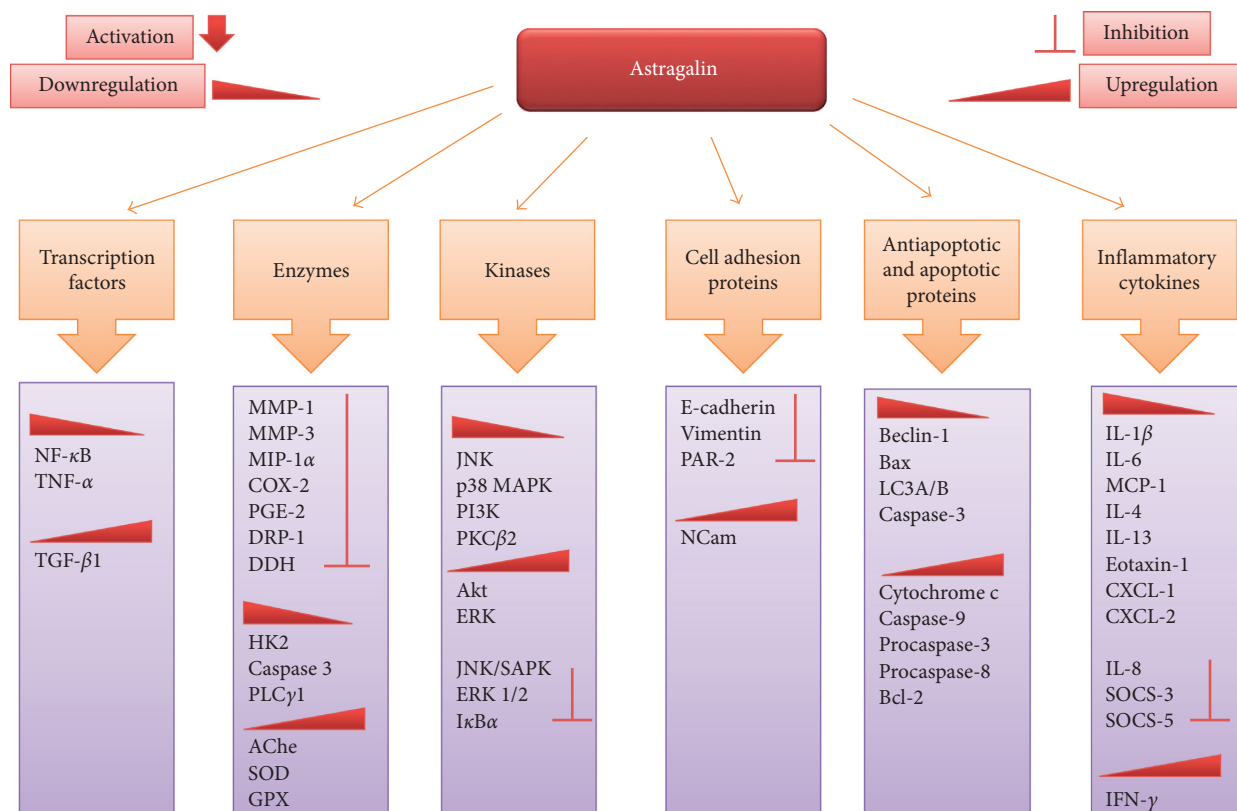 Activation
Downregulation
Astragalin
Inhibition
Upregulation
Transcription
factors
NF-κB
TNF-α
TGF-β1
Enzymes
MMP-1
MMP-3
MIP-1α
COX-2
PGE-2
DRP-1
DDH
HK2
Caspase 3
PLCγ1
AChe
SOD
GPX
Kinases
JNK
p38 MAPK
PI3K
PKCβ2
Akt
ERK
JNK/SAPK
ERK 1/2
IκBα
Cell adhesion
proteins
E-cadherin
Vimentin
PAR-2
NCam
Antiapoptotic
and apoptotic
proteins
Beclin-1
Bax
LC3A/B
Caspase-3
Cytochrome c
Caspase-9
Procaspase-3
Procaspase-8
Bcl-2
Inflammatory
cytokines
IL-1β
IL-6
MCP-1
IL-4
IL-13
Eotaxin-1
CXCL-1
CXCL-2
IL-8
SOCS-3
SOCS-5
IFN-γ